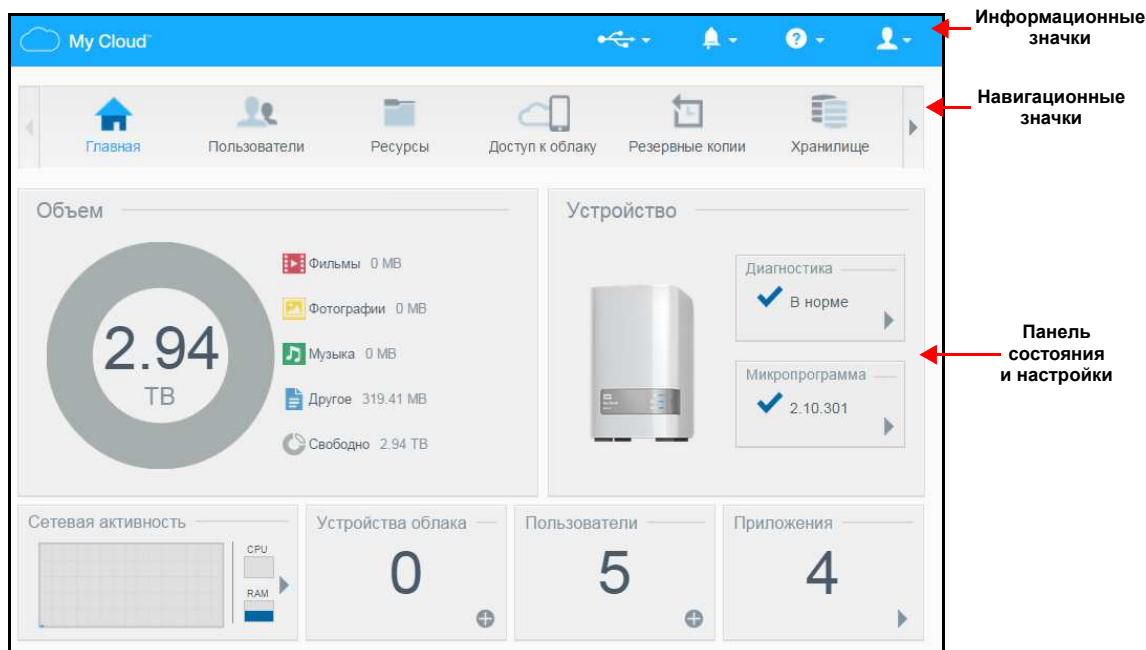 My Cloud™
Информационные
значки
Главная
Пользователи
Ресурсы
Доступ к облаку
Резервные копии
Хранилище
Навигационные
значки
Объем
2.94
TB
Фильмы 0 MB
Фотографии 0 MB
Музыка 0 MB
Другое 319.41 MB
Свободно 2.94 TB
Устройство
Диагностика
В норме
Микропрограмма
2.10.301
Панель
состояния
и настройки
Сетевая активность
CPU
RAM
Устройства облака
0
Пользователи
5
Приложения
4